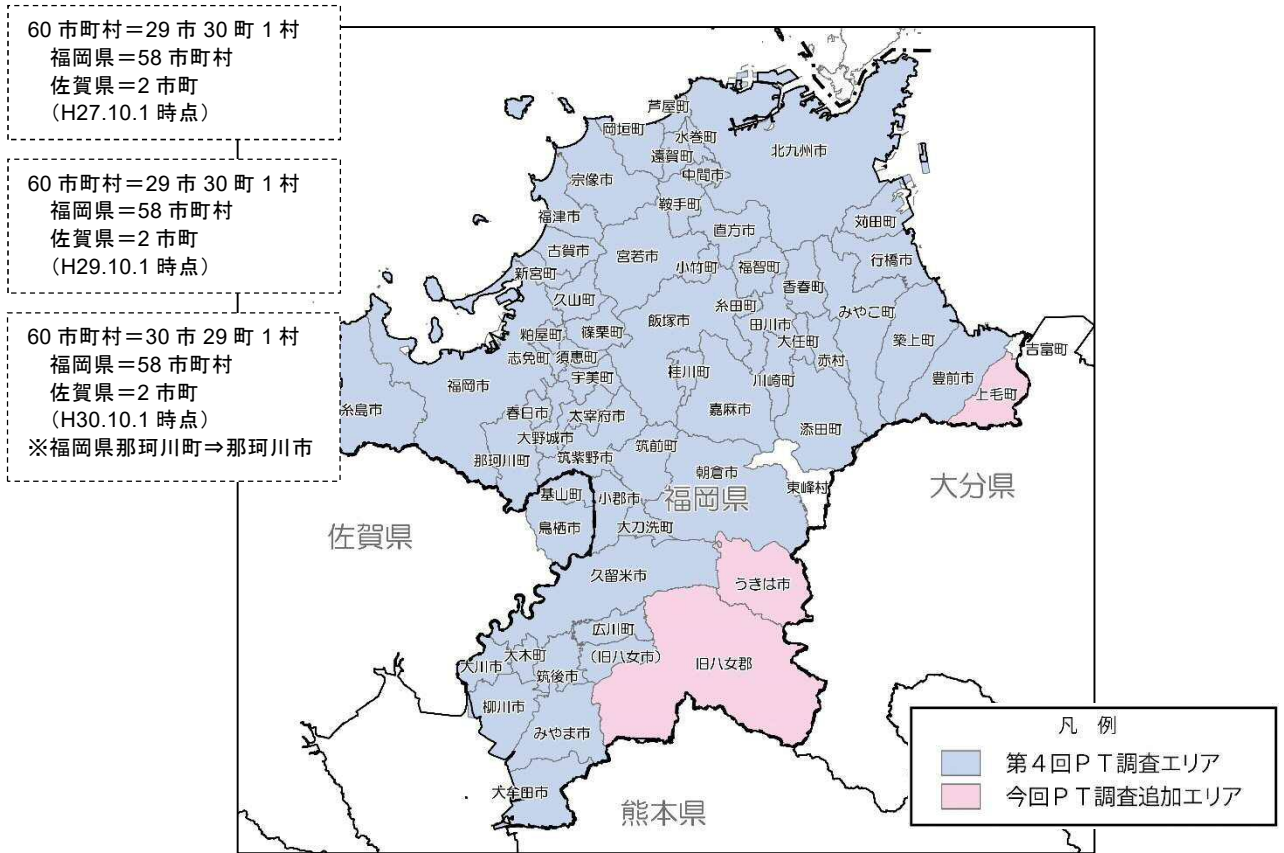 60 市町村＝29 市 30 町 1 村
福岡県＝58 市町村
佐賀県＝2 市町
（H27.10.1 時点）
60 市町村＝29 市 30 町 1 村
福岡県＝58 市町村
佐賀県＝2 市町
（H29.10.1 時点）
60 市町村＝30 市 29 町 1 村
福岡県＝58 市町村
佐賀県＝2 市町
（H30.10.1 時点）
※福岡県那珂川町⇒那珂川市
芦屋町
岡垣町
水巻町
遠賀町
北九州市
中間市
宗像市
鞍手町
福津市
直方市
苅田町
古賀市
宮若市
行橋市
新宮町
小竹町
福智町
香春町
久山町
糸田町
みやこ町
粕屋町
篠栗町
飯塚市
田川市
志免町
須恵町
大任町
築上町
吉富町
宇美町
赤村
福岡市
桂川町
川崎町
豊前市
上毛町
糸島市
春日市
太宰府市
嘉麻市
大野城市
添田町
那珂川町
筑紫野市
筑前町
朝倉市
東峰村
大分県
基山町
小郡市
福岡県
佐賀県
鳥栖市
大刀洗町
久留米市
うきは市
広川町
大川市
大木町
（旧八女市）
旧八女郡
筑後市
柳川市
みやま市
大牟田市
熊本県
凡 例
第４回ＰＴ調査エリア
今回ＰＴ調査追加エリア